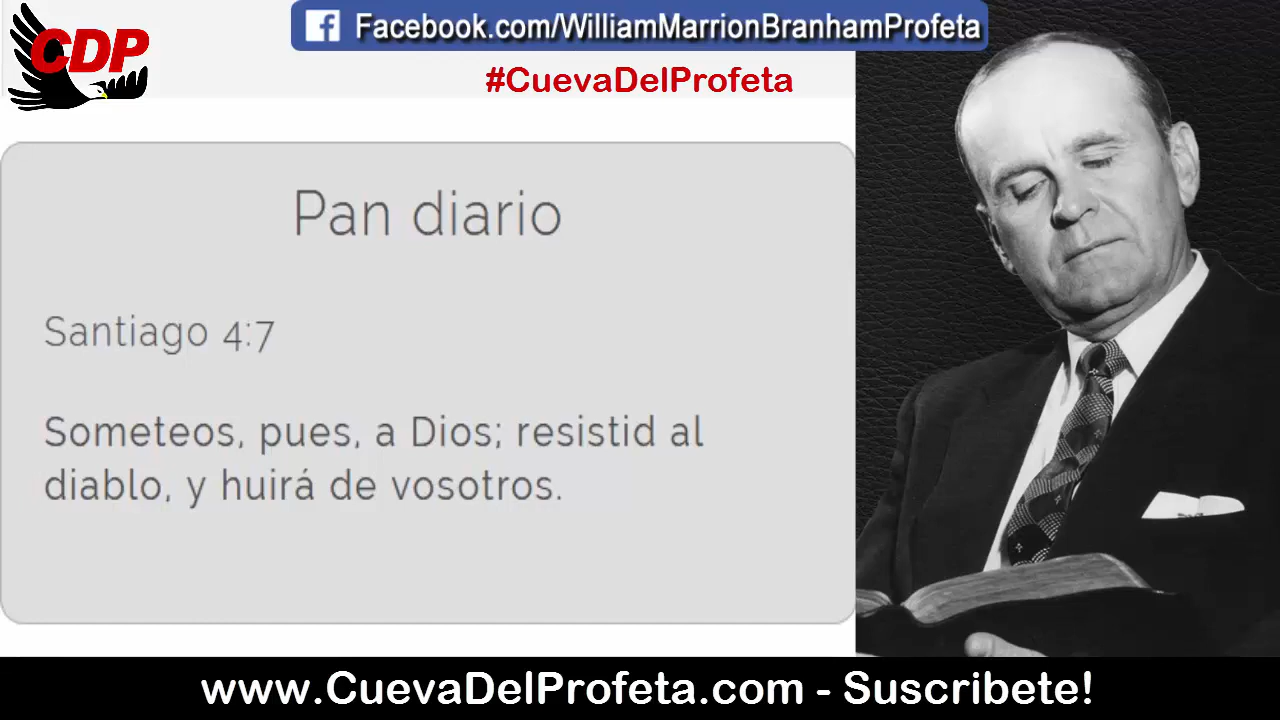 Facebook.com/WilliamMarrionBranhamProfeta
CDP
#CuevaDelProfeta
Pan diario
Santiago 4:7
Someteos, pues, a Dios; resistid al
diablo, y huirá de vosotros.
www.CuevaDelProfeta.com - Suscribete!